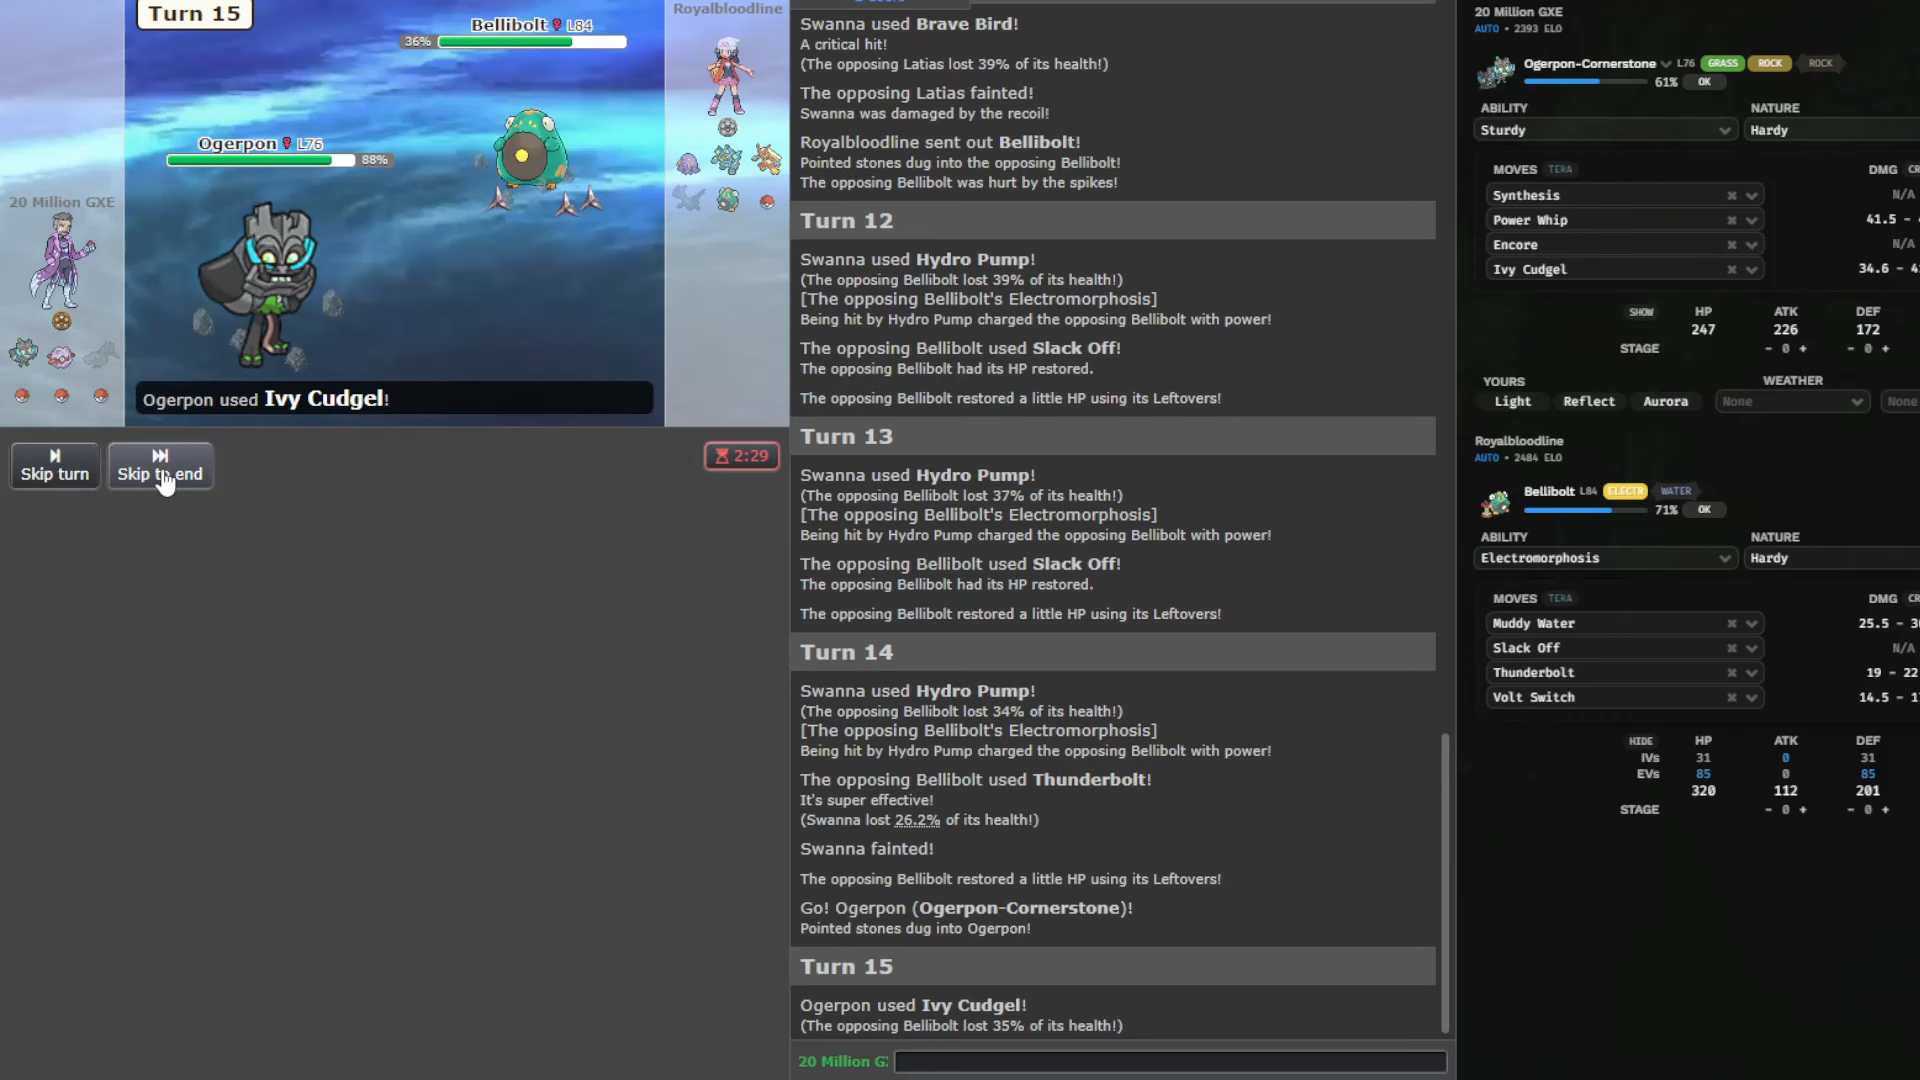 Turn 15
Bellibolt L84
36%
Ogerpon L76
88%
20 Million GXE
Royalbloodline
Ogerpon used Ivy Cudgel!
Skip turn
Skip to end
2:29
Swanna used Brave Bird!
A critical hit!
(The opposing Latias lost 39% of its health!)
The opposing Latias fainted!
Swanna was damaged by the recoil!
Royalbloodline sent out Bellibolt!
Pointed stones dug into the opposing Bellibolt!
The opposing Bellibolt was hurt by the spikes!
Turn 12
Swanna used Hydro Pump!
(The opposing Bellibolt lost 39% of its health!)
[The opposing Bellibolt's Electromorphosis]
Being hit by Hydro Pump charged the opposing Bellibolt with power!
The opposing Bellibolt used Slack Off!
The opposing Bellibolt had its HP restored.
The opposing Bellibolt restored a little HP using its Leftovers!
Turn 13
Swanna used Hydro Pump!
(The opposing Bellibolt lost 37% of its health!)
[The opposing Bellibolt's Electromorphosis]
Being hit by Hydro Pump charged the opposing Bellibolt with power!
The opposing Bellibolt used Slack Off!
The opposing Bellibolt had its HP restored.
The opposing Bellibolt restored a little HP using its Leftovers!
Turn 14
Swanna used Hydro Pump!
(The opposing Bellibolt lost 34% of its health!)
[The opposing Bellibolt's Electromorphosis]
Being hit by Hydro Pump charged the opposing Bellibolt with power!
The opposing Bellibolt used Thunderbolt!
It's super effective!
(Swanna lost 26.2% of its health!)
Swanna fainted!
The opposing Bellibolt restored a little HP using its Leftovers!
Go! Ogerpon (Ogerpon-Cornerstone)!
Pointed stones dug into Ogerpon!
Turn 15
Ogerpon used Ivy Cudgel!
(The opposing Bellibolt lost 35% of its health!)
20 Million G
20 Million GXE
AUTO • 2393 ELO
Ogerpon-Cornerstone L76 GRASS ROCK ROCK
61% OK
ABILITY NATURE
Sturdy Hardy
MOVES TERA DMG CR
Synthesis N/A
Power Whip 41.5 -
Encore N/A
Ivy Cudgel 34.6 - 4
SHOW HP ATK DEF
247 226 172
STAGE - 0 + - 0 +
YOURS WEATHER
Light Reflect Aurora None None
Royalbloodline
AUTO • 2484 ELO
Bellibolt L84 ELECTR WATER
71% OK
ABILITY NATURE
Electromorphosis Hardy
MOVES TERA DMG CR
Muddy Water 25.5 - 3
Slack Off N/A
Thunderbolt 19 - 22
Volt Switch 14.5 - 1
HIDE HP ATK DEF
IVs 31 0 31
EVs 85 0 85
320 112 201
STAGE - 0 + - 0 +